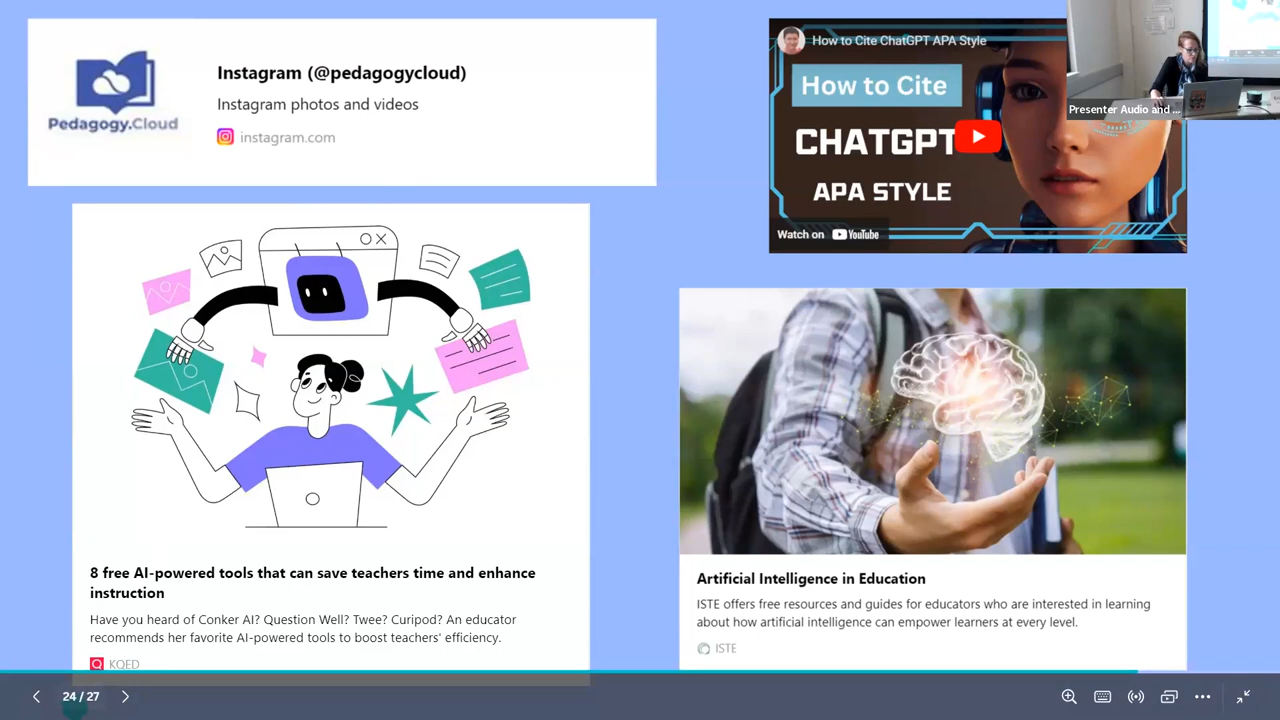 Pedagogy.Cloud
Instagram (@pedagogycloud)
Instagram photos and videos
instagram.com
How to Cite ChatGPT APA Style
How to Cite
CHATGPT
APA STYLE
Watch on YouTube
Presenter Audio and ...
8 free AI-powered tools that can save teachers time and enhance
instruction
Have you heard of Conker AI? Question Well? Twee? Curipod? An educator
recommends her favorite AI-powered tools to boost teachers' efficiency.
KQED
Artificial Intelligence in Education
ISTE offers free resources and guides for educators who are interested in learning
about how artificial intelligence can empower learners at every level.
ISTE
24 / 27